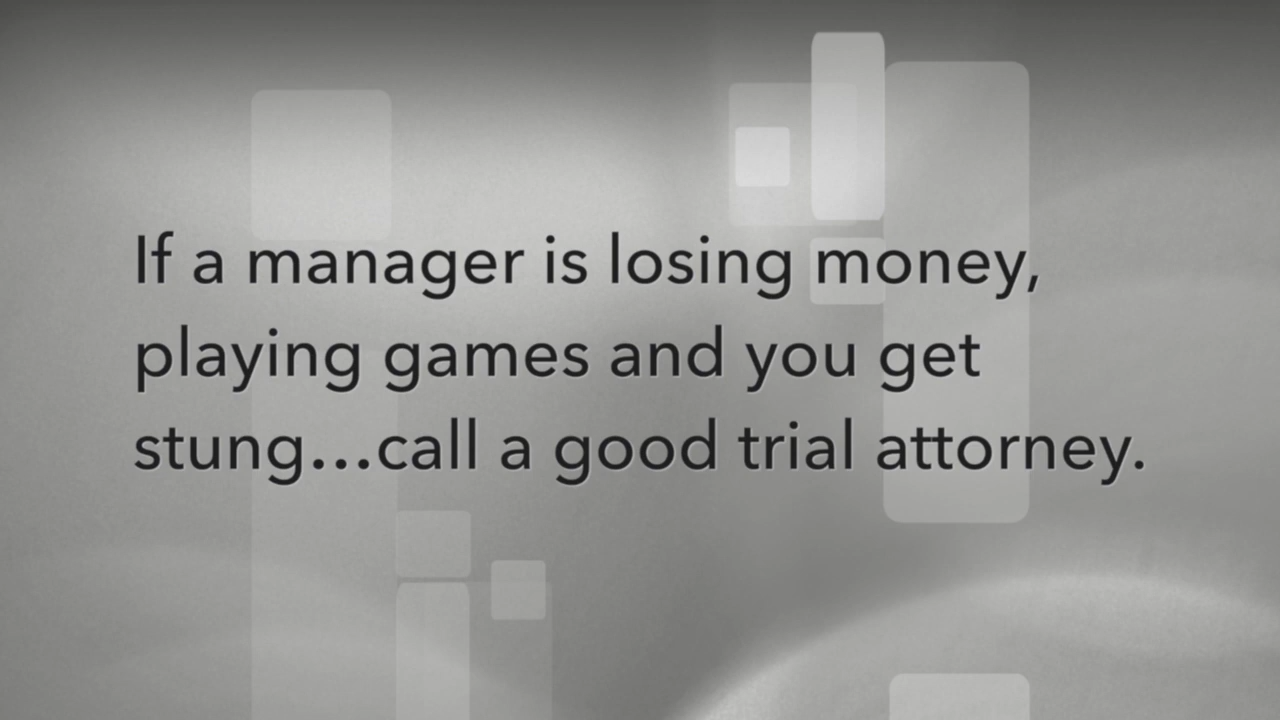 If a manager is losing money,
playing games and you get
stung...call a good trial attorney.